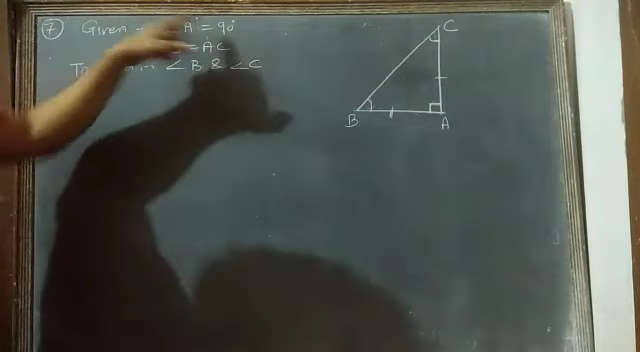 7 Given A = 90°
= AC
∠B & ∠C
C
B
A